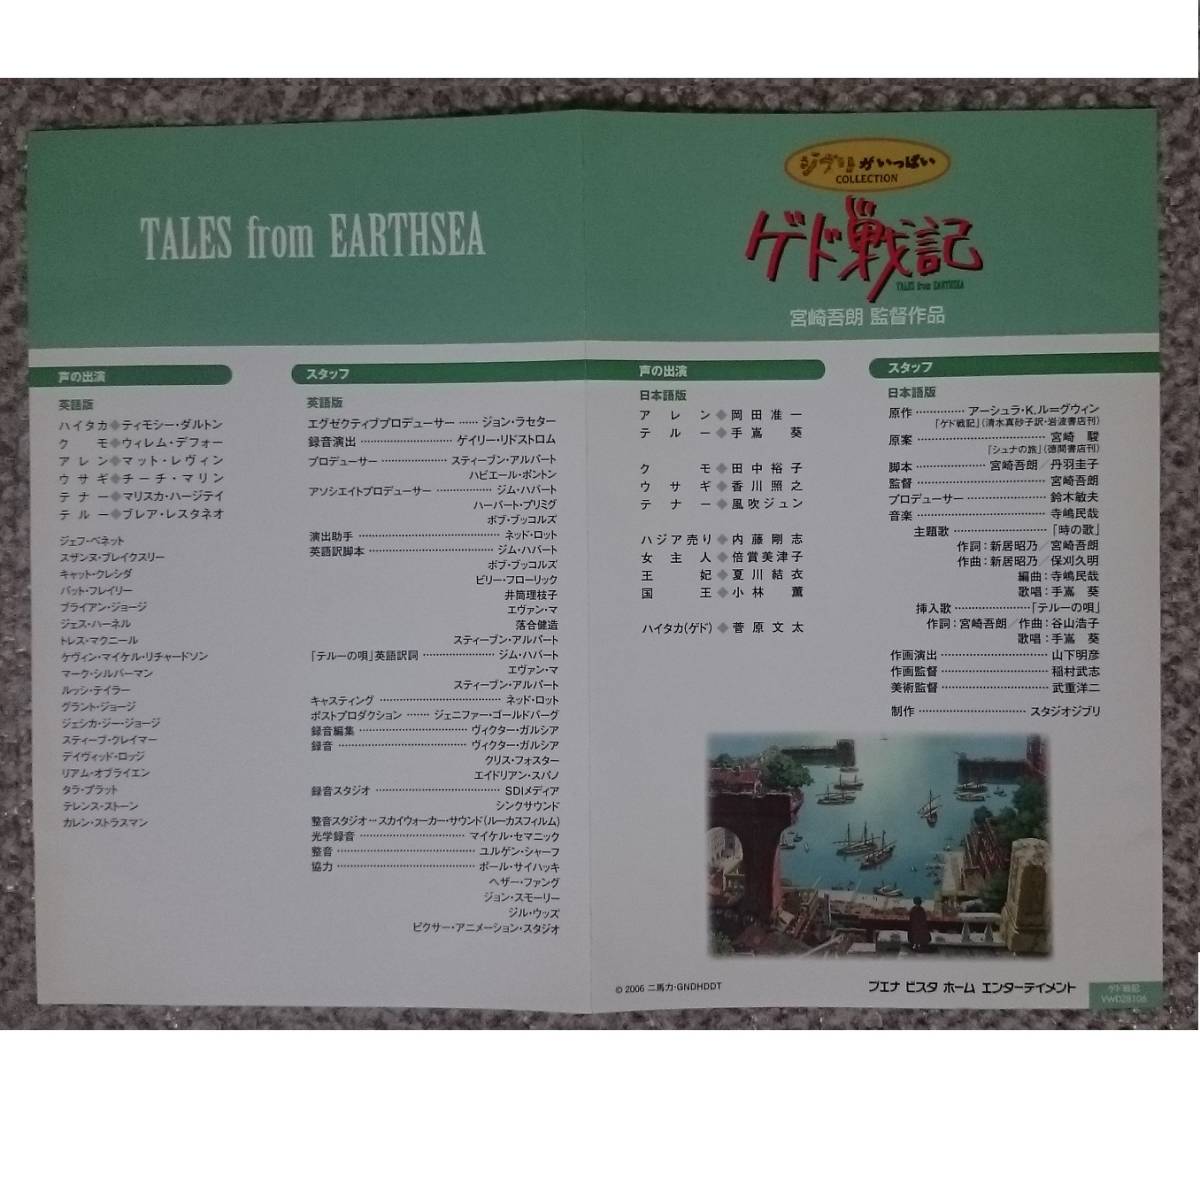 TALES from EARTHSEA
声の出演
英語版
ハイタカ◆ティモシー・ダルトン
クモ◆ウィレム・デフォー
アレン◆マット・レヴィン
ウサギ◆チーチ・マリン
テナー◆マリスカ・ハージテイ
テルー◆ブレア・レスタネオ
ジェフ・ベネット
スザンヌ・ブレイクスリー
キャット・クレシダ
パット・フレイリー
ブライアン・ジョージ
ジェス・ハーネル
トレス・マクニール
ケヴィン・マイケル・リチャードソン
マーク・シルバーマン
ルッシ・テイラー
グラント・ジョージ
ジェシカ・ジー・ジョージ
スティーブ・クレイマー
デイヴィッド・ロッジ
リアム・オブライエン
タラ・プラット
テレンス・ストーン
カレン・ストラスマン
スタッフ
英語版
エグゼクティブプロデューサー……ジョン・ラセター
録音演出……ゲイリー・リドストロム
プロデューサー……スティーブン・アルパート
ハビエール・ポントン
アソシエイトプロデューサー……ジム・ハバート
ハーバート・プリミグ
ボブ・ブッコルズ
演出助手……ネッド・ロット
英語訳脚本……ジム・ハバート
ボブ・ブッコルズ
ビリー・フローリック
井筒理枝子
エヴァン・マ
落合健造
スティーブン・アルパート
「テルーの唄」英語訳詞……ジム・ハバート
エヴァン・マ
スティーブン・アルパート
キャスティング……ネッド・ロット
ポストプロダクション……ジェニファー・ゴールドバーグ
録音編集……ヴィクター・ガルシア
録音……ヴィクター・ガルシア
クリス・フォスター
エイドリアン・スパノ
録音スタジオ……SDIメディア
シンクサウンド
整音スタジオ…スカイウォーカー・サウンド(ルーカスフィルム)
光学録音……マイケル・セマニック
整音……ユルゲン・シャーフ
協力……ポール・サイハッキ
ヘザー・ファング
ジョン・スモーリー
ジル・ウッズ
ピクサー・アニメーション・スタジオ
ジブリがいっぱい
COLLECTION
ゲド戦記
TALES from EARTHSEA
宮崎吾朗 監督作品
声の出演
日本語版
アレン◆岡田准一
テルー◆手嶌葵
クモ◆田中裕子
ウサギ◆香川照之
テナー◆風吹ジュン
ハジア売り◆内藤剛志
女主人◆倍賞美津子
王妃◆夏川結衣
国王◆小林薫
ハイタカ(ゲド)◆菅原文太
スタッフ
日本語版
原作……アーシュラ・K.ル=グウィン
「ゲド戦記」(清水真砂子訳・岩波書店刊)
原案……宮崎 駿
「シュナの旅」(徳間書店刊)
脚本……宮崎吾朗／丹羽圭子
監督……宮崎吾朗
プロデューサー……鈴木敏夫
音楽……寺嶋民哉
主題歌……「時の歌」
作詞：新居昭乃／宮崎吾朗
作曲：新居昭乃／保刈久明
編曲：寺嶋民哉
歌唱：手嶌 葵
挿入歌……「テルーの唄」
作詞：宮崎吾朗／作曲：谷山浩子
歌唱：手嶌 葵
作画演出……山下明彦
作画監督……稲村武志
美術監督……武重洋二
制作……スタジオジブリ
© 2006 二馬力・GNDHDDT
ブエナ ビスタ ホーム エンターテイメント
ゲド戦記
VWDZ8106